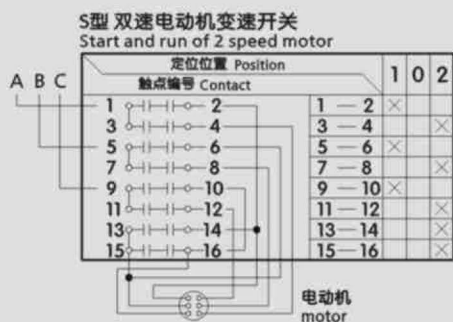 S型 双速电动机变速开关
Start and run of 2 speed motor
定位位置 Position
触点编号 Contact
1 0 2
A B C
1 2 1 — 2 ×
3 4 3 — 4 ×
5 6 5 — 6 ×
7 8 7 — 8 ×
9 10 9 — 10 ×
11 12 11 — 12 ×
13 14 13 — 14 ×
15 16 15 — 16 ×
电动机
motor